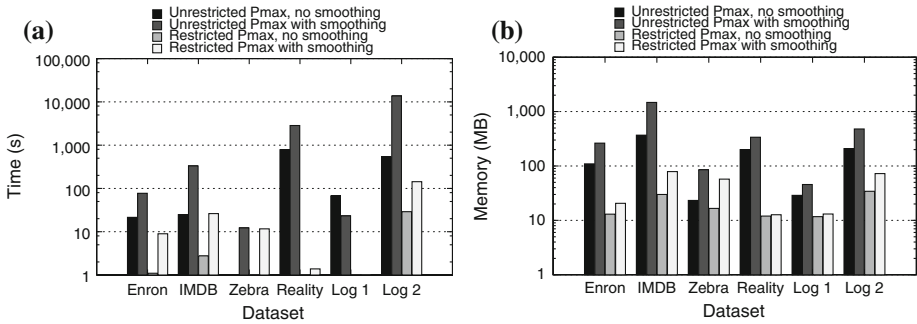 (a)
Unrestricted Pmax, no smoothing
Unrestricted Pmax with smoothing
Restricted Pmax, no smoothing
Restricted Pmax with smoothing
100,000
10,000
1,000
100
10
1
Time (s)
Enron IMDB Zebra Reality Log 1 Log 2
Dataset
(b)
Unrestricted Pmax, no smoothing
Unrestricted Pmax with smoothing
Restricted Pmax, no smoothing
Restricted Pmax with smoothing
10,000
1,000
100
10
1
Memory (MB)
Enron IMDB Zebra Reality Log 1 Log 2
Dataset